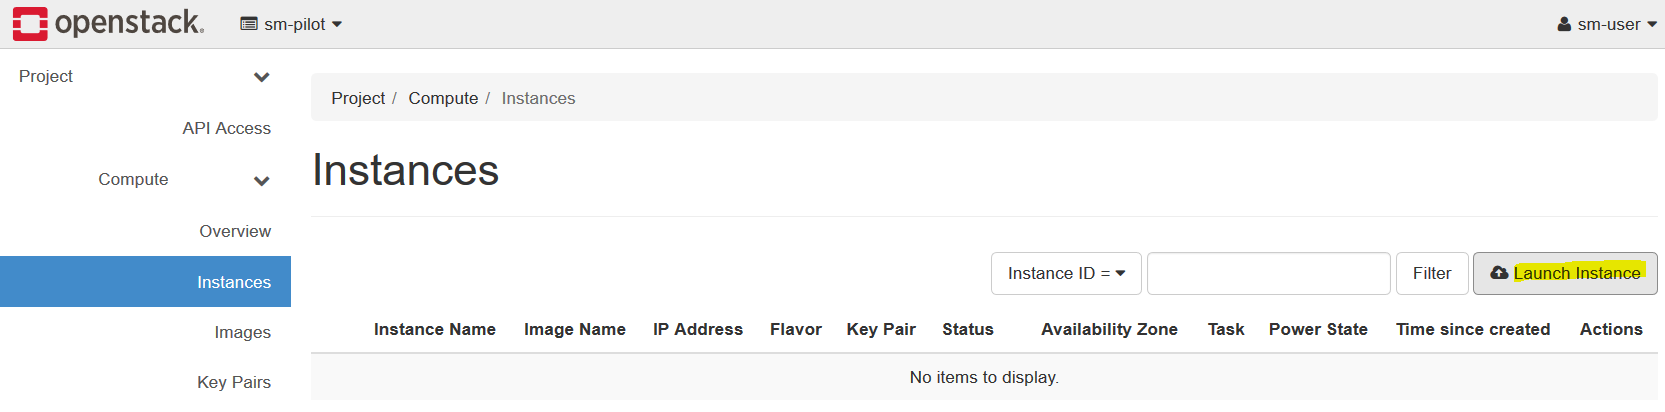 openstack. sm-pilot sm-user
Project
API Access
Compute
Overview
Instances
Images
Key Pairs
Project / Compute / Instances
Instances
Instance ID = Filter Launch Instance
Instance Name Image Name IP Address Flavor Key Pair Status Availability Zone Task Power State Time since created Actions
No items to display.